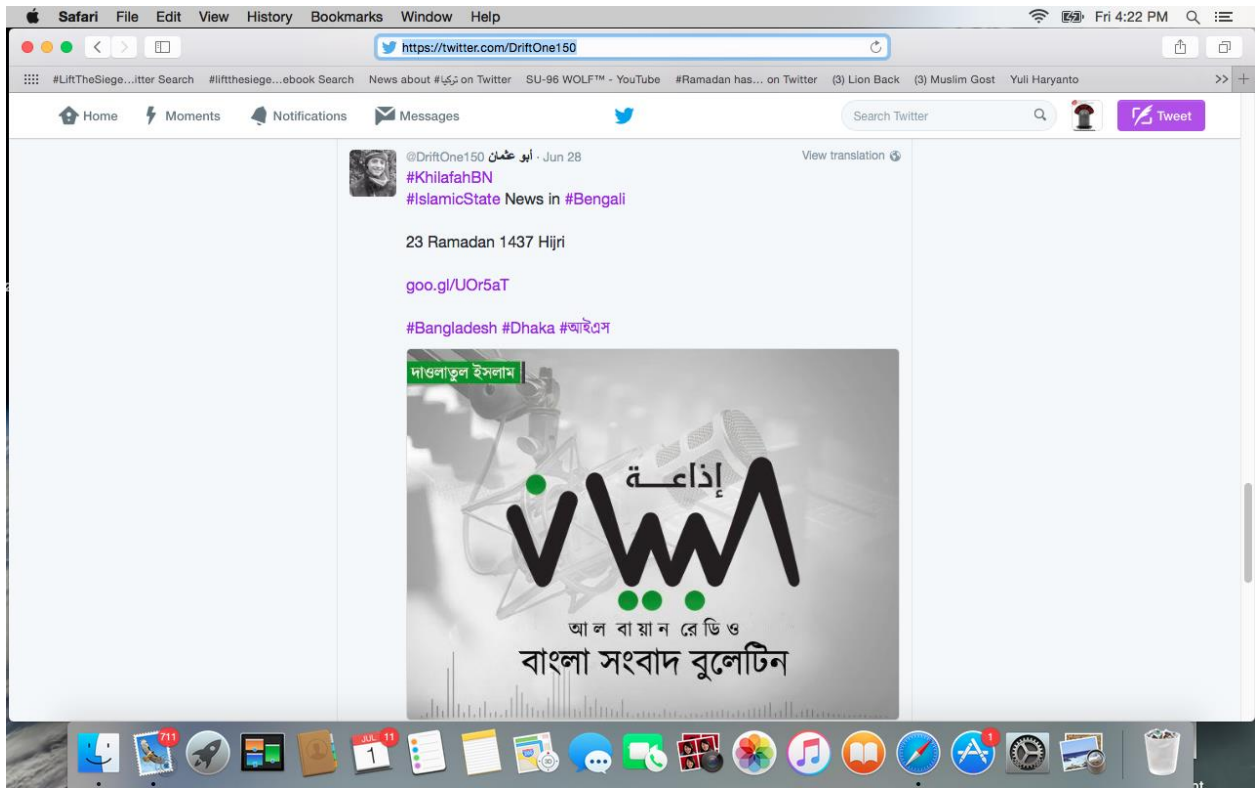 Safari File Edit View History Bookmarks Window Help Fri 4:22 PM
https://twitter.com/DriftOne150
#LiftTheSiege...itter Search #liftthesiege...ebook Search News about #تركيا on Twitter SU-96 WOLF™ - YouTube #Ramadan has... on Twitter (3) Lion Back (3) Muslim Gost Yuli Haryanto >> +
Home Moments Notifications Messages Search Twitter Tweet
@DriftOne150 أبو عثمان · Jun 28 View translation
#KhilafahBN
#IslamicState News in #Bengali
23 Ramadan 1437 Hijri
goo.gl/UOr5aT
#Bangladesh #Dhaka #আইএস
দাওলাতুল ইসলাম
إذاعة
البيان
আল বায়ান রেডিও
বাংলা সংবাদ বুলেটিন
711
JUL 11
1
1